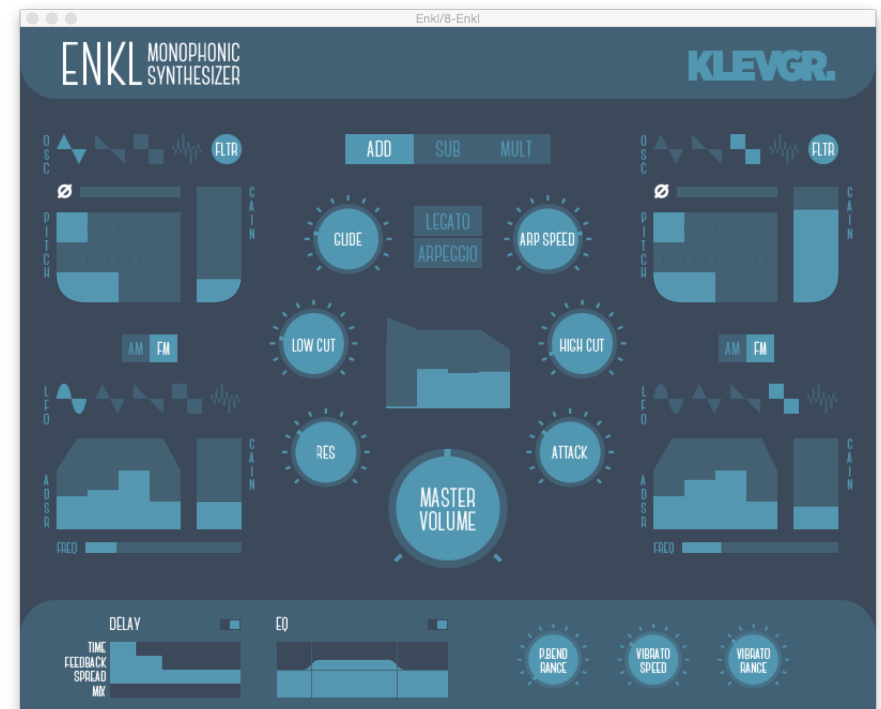 Enkl/8-Enkl
ENKL MONOPHONIC
SYNTHESIZER
KLEVGR.
OSC
FLTR
ADD
SUB
MULT
OSC
FLTR
Ø
GAIN
PITCH
GLIDE
LEGATO
ARPEGGIO
ARP SPEED
Ø
GAIN
PITCH
LOW CUT
HIGH CUT
AM
FM
AM
FM
LFO
LFO
RES
ATTACK
ADSR
GAIN
MASTER
VOLUME
ADSR
GAIN
FREQ
FREQ
DELAY
EQ
TIME
FEEDBACK
SPREAD
MIX
P.BEND
RANGE
VIBRATO
SPEED
VIBRATO
RANGE